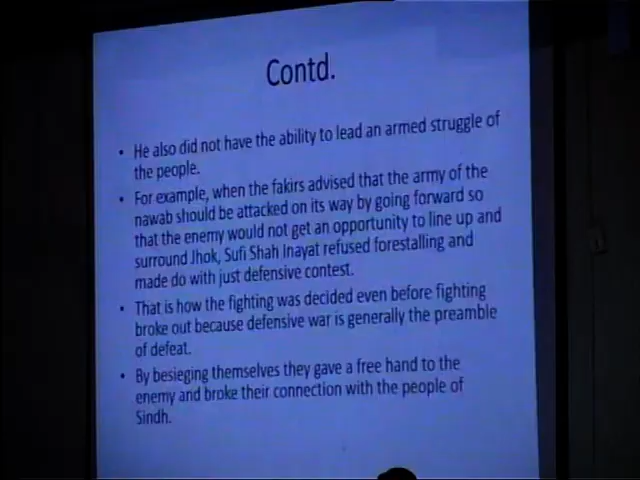 Contd.
• He also did not have the ability to lead an armed struggle of
the people.
• For example, when the fakirs advised that the army of the
nawab should be attacked on its way by going forward so
that the enemy would not get an opportunity to line up and
surround Jhok, Sufi Shah Inayat refused forestalling and
made do with just defensive contest.
• That is how the fighting was decided even before fighting
broke out because defensive war is generally the preamble
of defeat.
• By besieging themselves they gave a free hand to the
enemy and broke their connection with the people of
Sindh.